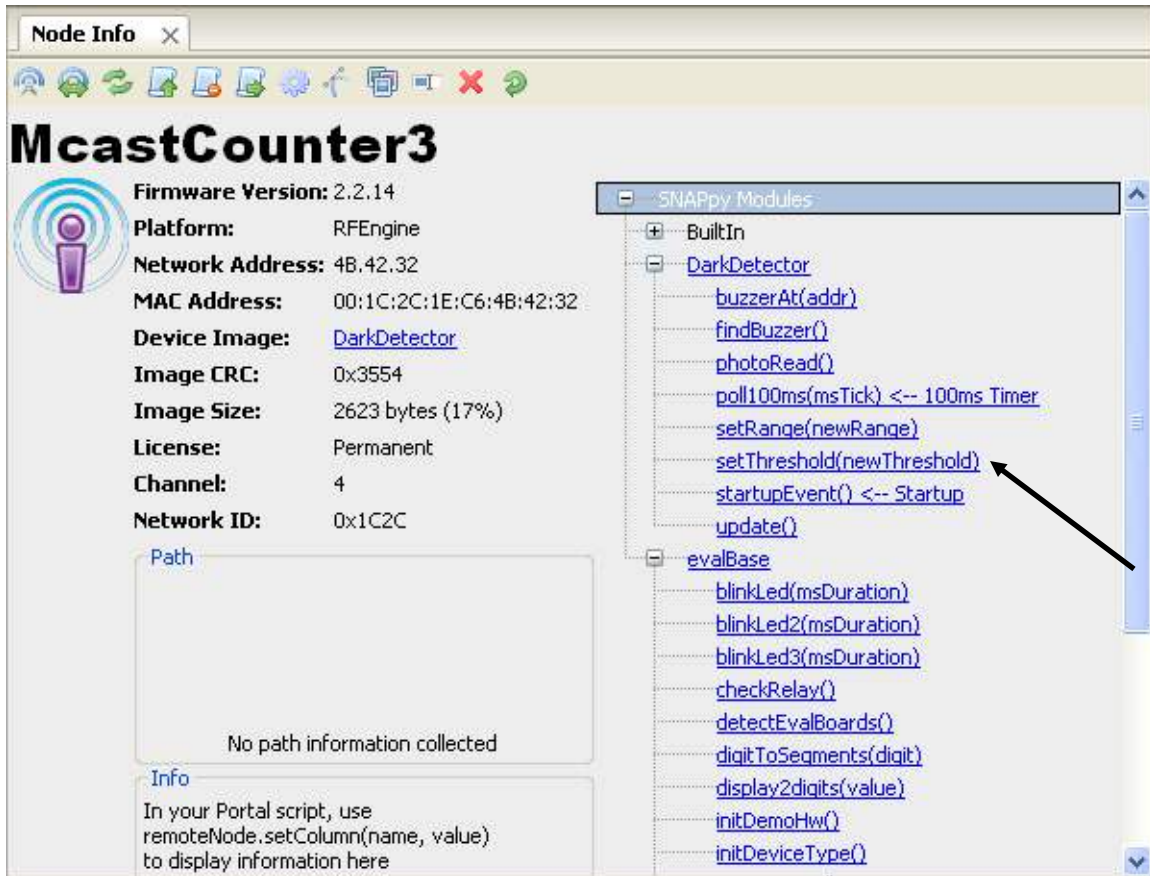 Node Info
McastCounter3
Firmware Version: 2.2.14
Platform: RFEngine
Network Address: 4B.42.32
MAC Address: 00:1C:2C:1E:C6:4B:42:32
Device Image: DarkDetector
Image CRC: 0x3554
Image Size: 2623 bytes (17%)
License: Permanent
Channel: 4
Network ID: 0x1C2C
Path
No path information collected
Info
In your Portal script, use
remoteNode.setColumn(name, value)
to display information here
SNAPpy Modules
BuiltIn
DarkDetector
buzzerAt(addr)
findBuzzer()
photoRead()
poll100ms(msTick) <-- 100ms Timer
setRange(newRange)
setThreshold(newThreshold)
startupEvent() <-- Startup
update()
evalBase
blinkLed(msDuration)
blinkLed2(msDuration)
blinkLed3(msDuration)
checkRelay()
detectEvalBoards()
digitToSegments(digit)
display2digits(value)
initDemoHw()
initDeviceType()